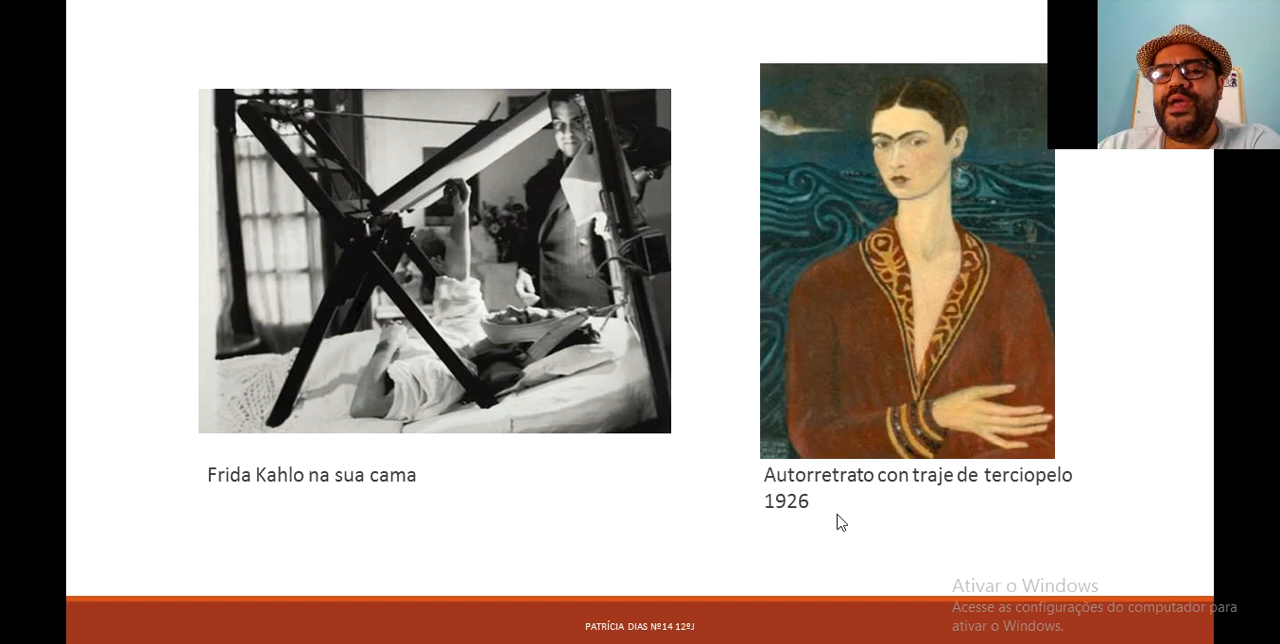 Frida Kahlo na sua cama
Autorretrato con traje de terciopelo
1926
Ativar o Windows
Acesse as configurações do computador para
ativar o Windows.
PATRÍCIA DIAS Nº14 12ºJ